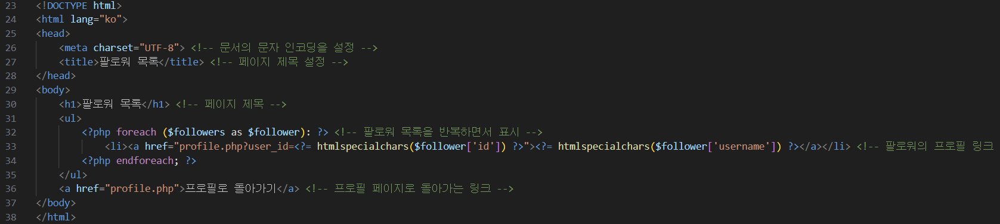 23 <!DOCTYPE html>
24 <html lang="ko">
25 <head>
26 <meta charset="UTF-8"> <!-- 문서의 문자 인코딩을 설정 -->
27 <title>팔로워 목록</title> <!-- 페이지 제목 설정 -->
28 </head>
29 <body>
30 <h1>팔로워 목록</h1> <!-- 페이지 제목 -->
31 <ul>
32 <?php foreach ($followers as $follower): ?> <!-- 팔로워 목록을 반복하면서 표시 -->
33 <li><a href="profile.php?user_id=<?= htmlspecialchars($follower['id']) ?>"><?= htmlspecialchars($follower['username']) ?></a></li> <!-- 팔로워의 프로필 링크
34 <?php endforeach; ?>
35 </ul>
36 <a href="profile.php">프로필로 돌아가기</a> <!-- 프로필 페이지로 돌아가는 링크 -->
37 </body>
38 </html>